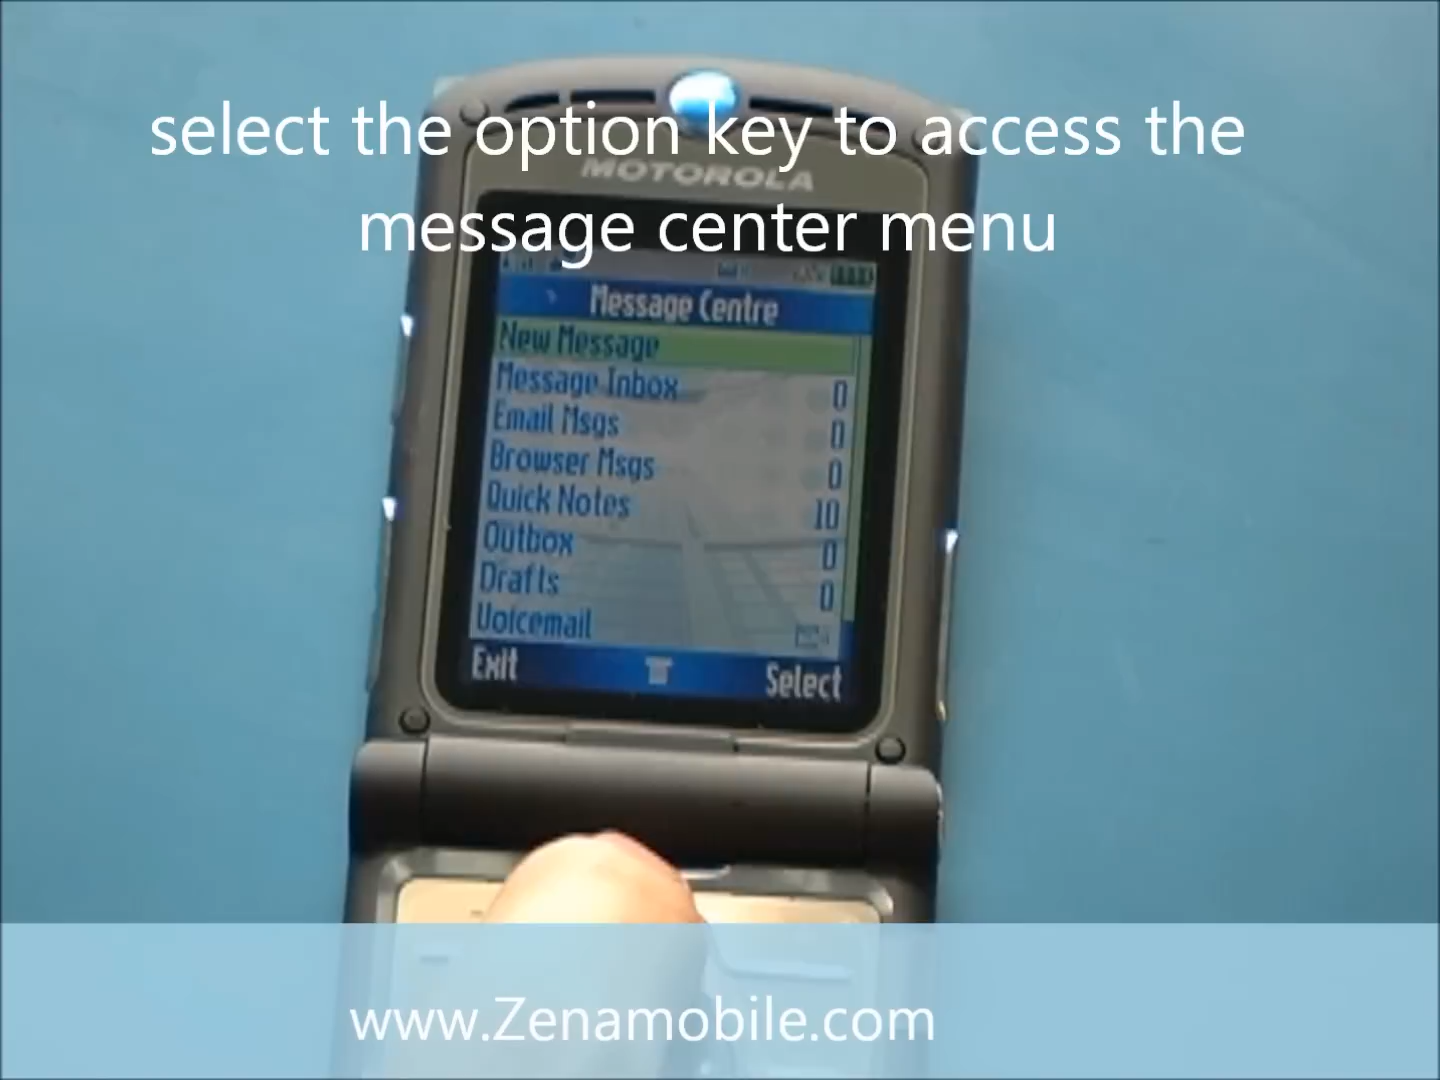 select the option key to access the
message center menu
MOTOROLA
Message Centre
New Message
Message Inbox 0
Email Msgs 0
Browser Msgs 0
Quick Notes 10
Outbox 0
Drafts 0
Voicemail
Exit Select
www.Zenamobile.com